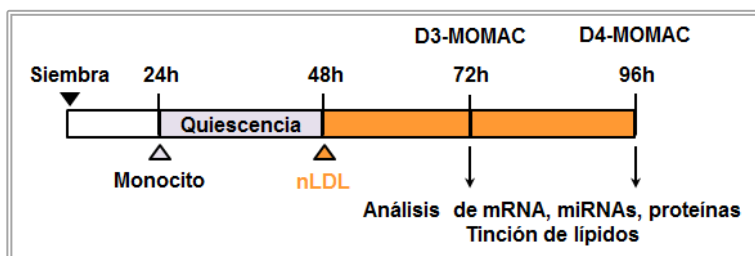 D3-MOMAC D4-MOMAC
Siembra 24h 48h 72h 96h
Quiescencia
Monocito nLDL
Análisis de mRNA, miRNAs, proteínas
Tinción de lípidos